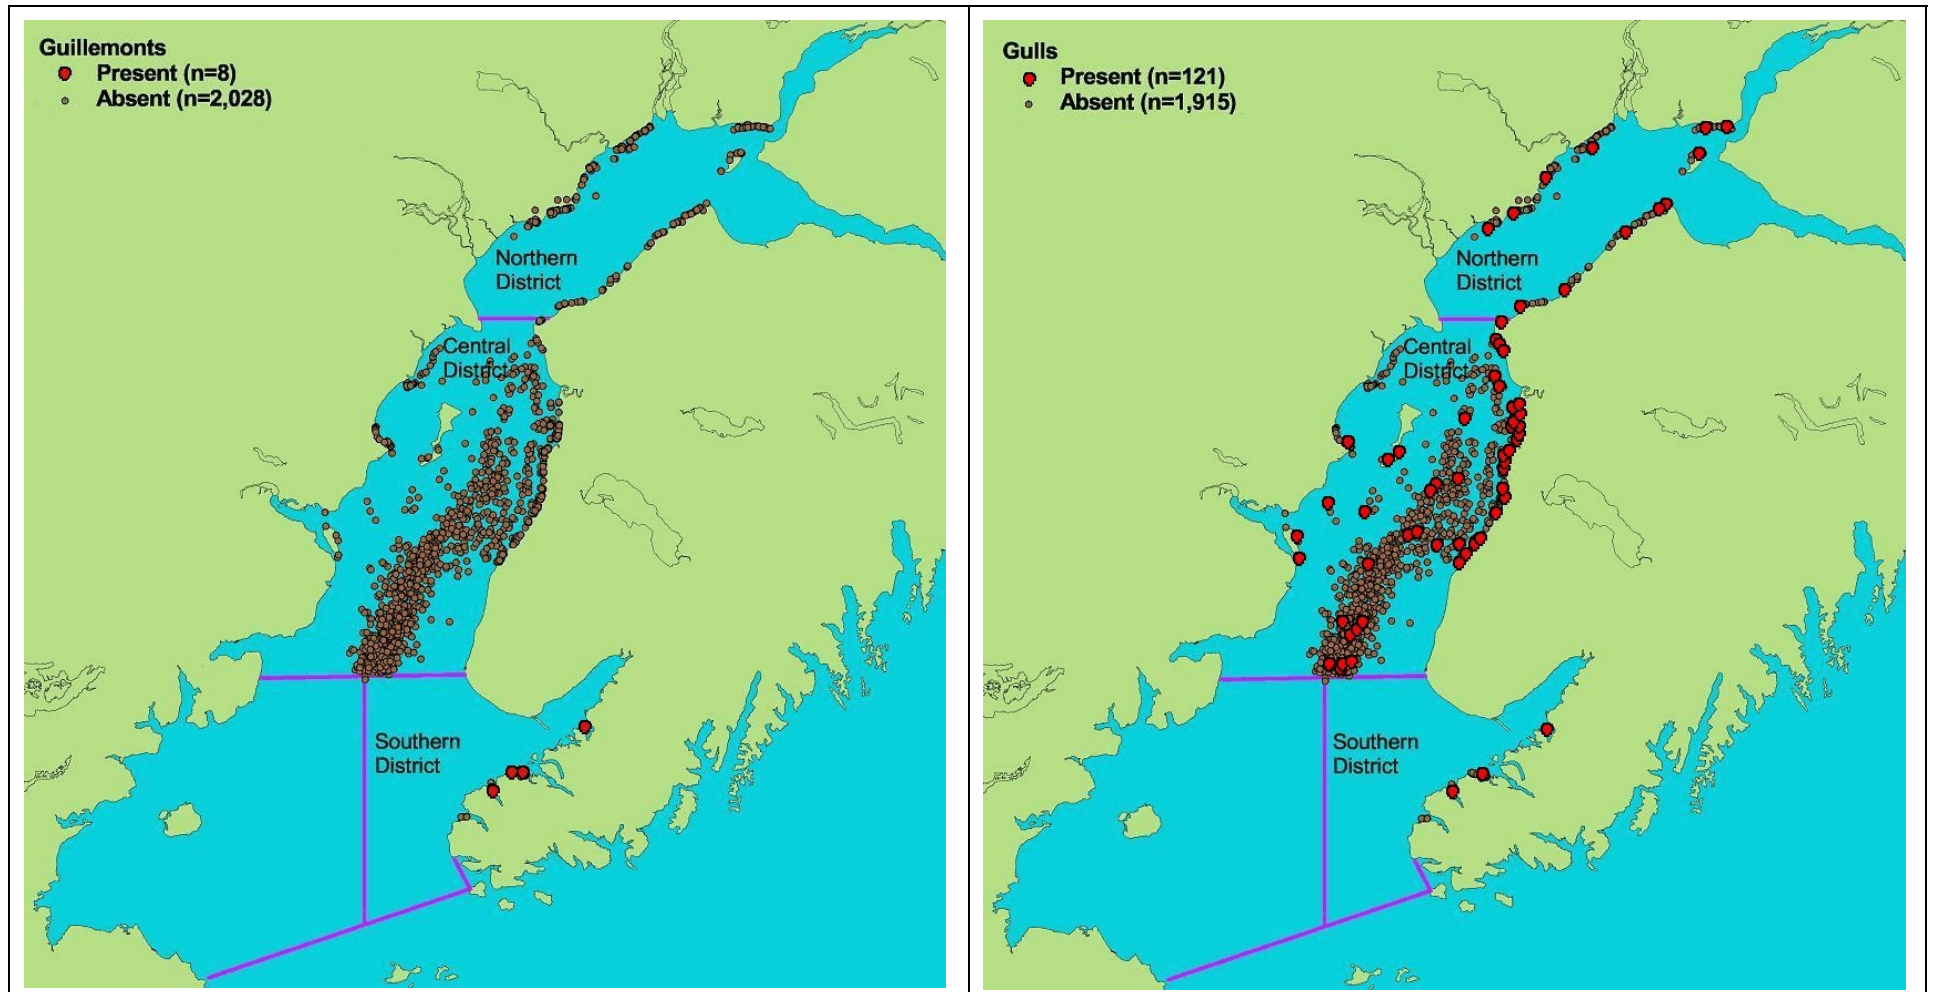 Guillemonts
Present (n=8)
Absent (n=2,028)
Northern
District
Central
District
Southern
District
Gulls
Present (n=121)
Absent (n=1,915)
Northern
District
Central
District
Southern
District